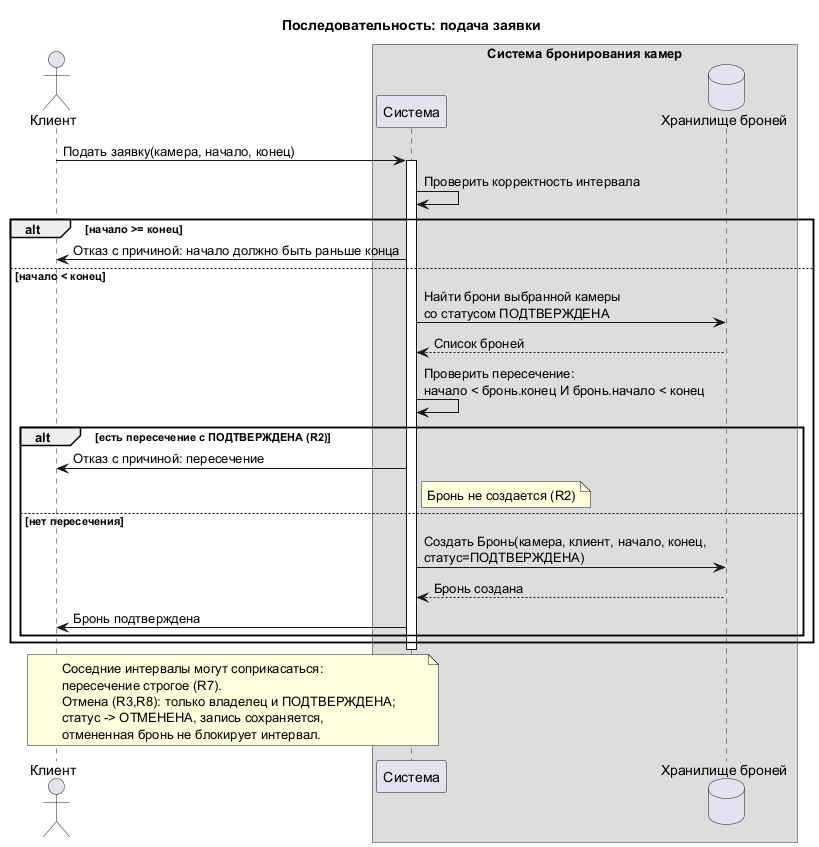 Последовательность: подача заявки
Система бронирования камер
Клиент
Система
Хранилище броней
Подать заявку(камера, начало, конец)
Проверить корректность интервала
alt
[начало >= конец]
Отказ с причиной: начало должно быть раньше конца
[начало < конец]
Найти брони выбранной камеры
со статусом ПОДТВЕРЖДЕНА
Список броней
Проверить пересечение:
начало < бронь.конец И бронь.начало < конец
alt
[есть пересечение с ПОДТВЕРЖДЕНА (R2)]
Отказ с причиной: пересечение
Бронь не создается (R2)
[нет пересечения]
Создать Бронь(камера, клиент, начало, конец,
статус=ПОДТВЕРЖДЕНА)
Бронь создана
Бронь подтверждена
Соседние интервалы могут соприкасаться:
пересечение строгое (R7).
Отмена (R3,R8): только владелец и ПОДТВЕРЖДЕНА;
статус -> ОТМЕНЕНА, запись сохраняется,
отмененная бронь не блокирует интервал.
Клиент
Система
Хранилище броней